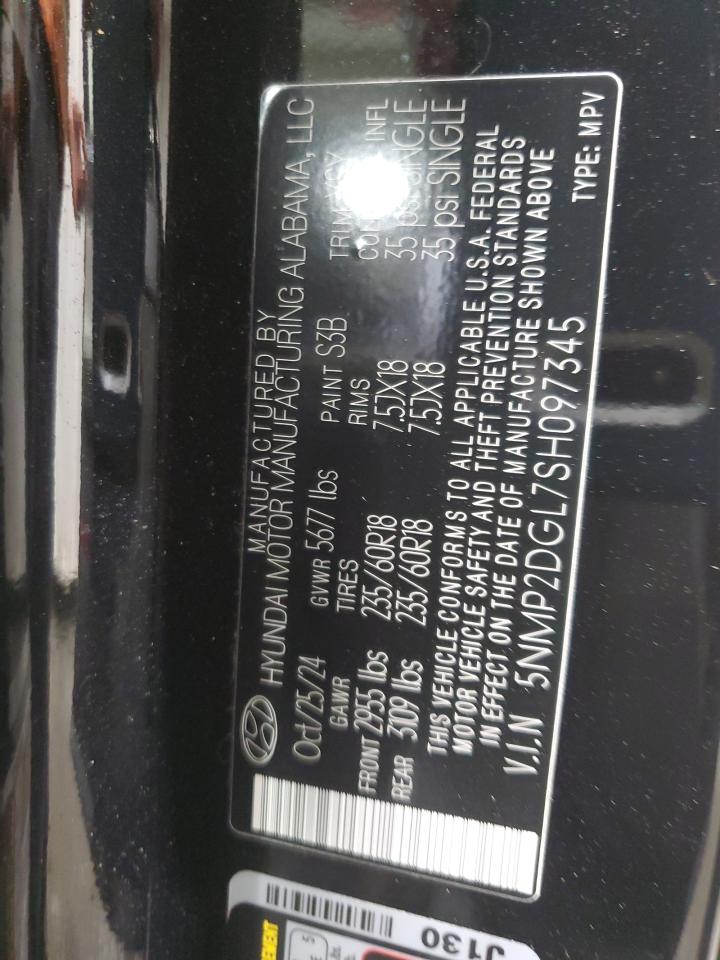 MANUFACTURED BY
HYUNDAI MOTOR MANUFACTURING ALABAMA, LLC
Oct/25/24 GVWR 5677 lbs PAINT S3B TRIM
GAWR TIRES RIMS INFL
FRONT 2955 lbs 235/60R18 7.5JX18 35 psi SINGLE
REAR 3109 lbs 235/60R18 7.5JX18 35 psi SINGLE
THIS VEHICLE CONFORMS TO ALL APPLICABLE U.S.A. FEDERAL
MOTOR VEHICLE SAFETY AND THEFT PREVENTION STANDARDS
IN EFFECT ON THE DATE OF MANUFACTURE SHOWN ABOVE
V.I.N 5NMP2DGL7SH097345 TYPE: MPV
J130